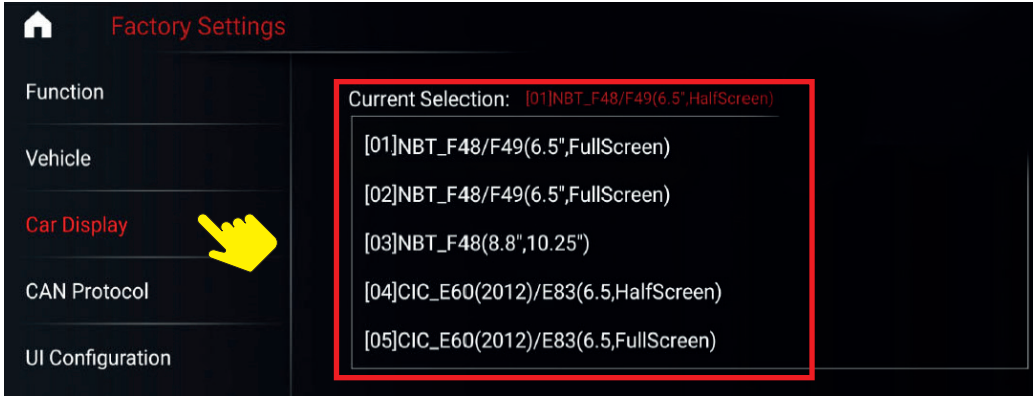 Factory Settings
Function
Vehicle
Car Display
CAN Protocol
UI Configuration
Current Selection: [01]NBT_F48/F49(6.5",HalfScreen)
[01]NBT_F48/F49(6.5",FullScreen)
[02]NBT_F48/F49(6.5",FullScreen)
[03]NBT_F48(8.8",10.25")
[04]CIC_E60(2012)/E83(6.5,HalfScreen)
[05]CIC_E60(2012)/E83(6.5,FullScreen)